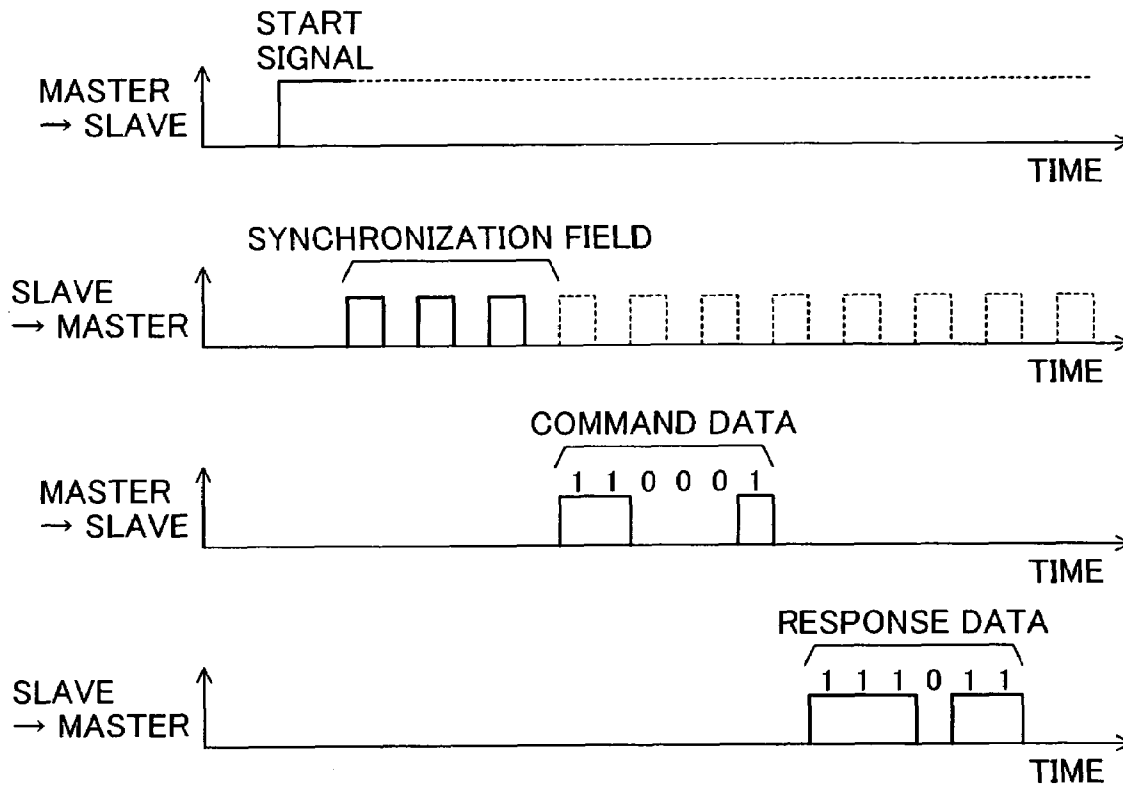 START
SIGNAL
MASTER
→ SLAVE
TIME
SYNCHRONIZATION FIELD
SLAVE
→ MASTER
TIME
COMMAND DATA
1 1 0 0 0 1
MASTER
→ SLAVE
TIME
RESPONSE DATA
1 1 1 0 1 1
SLAVE
→ MASTER
TIME